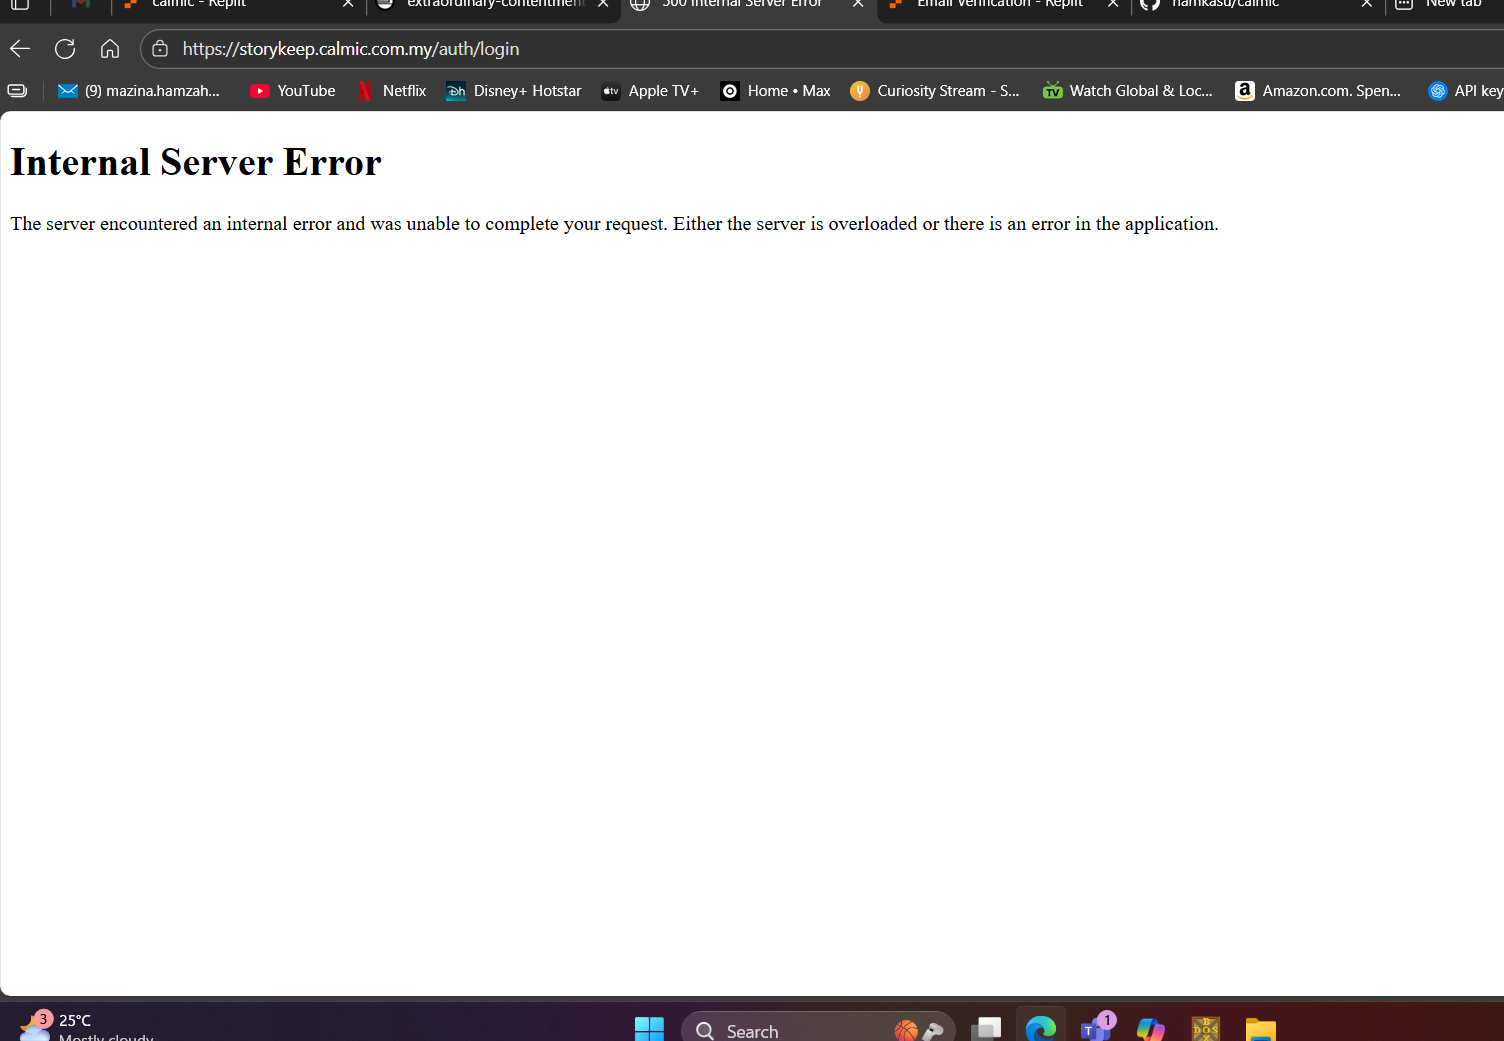 calmic - Replit
extraordinary-contentment
500 Internal Server Error
Email Verification - Replit
hamkasu/calmic
New tab
https://storykeep.calmic.com.my/auth/login
(9) mazina.hamzah...
YouTube
Netflix
Disney+ Hotstar
Apple TV+
Home • Max
Curiosity Stream - S...
Watch Global & Loc...
Amazon.com. Spen...
API key
Internal Server Error
The server encountered an internal error and was unable to complete your request. Either the server is overloaded or there is an error in the application.
3
25°C
Mostly cloudy
Search
1